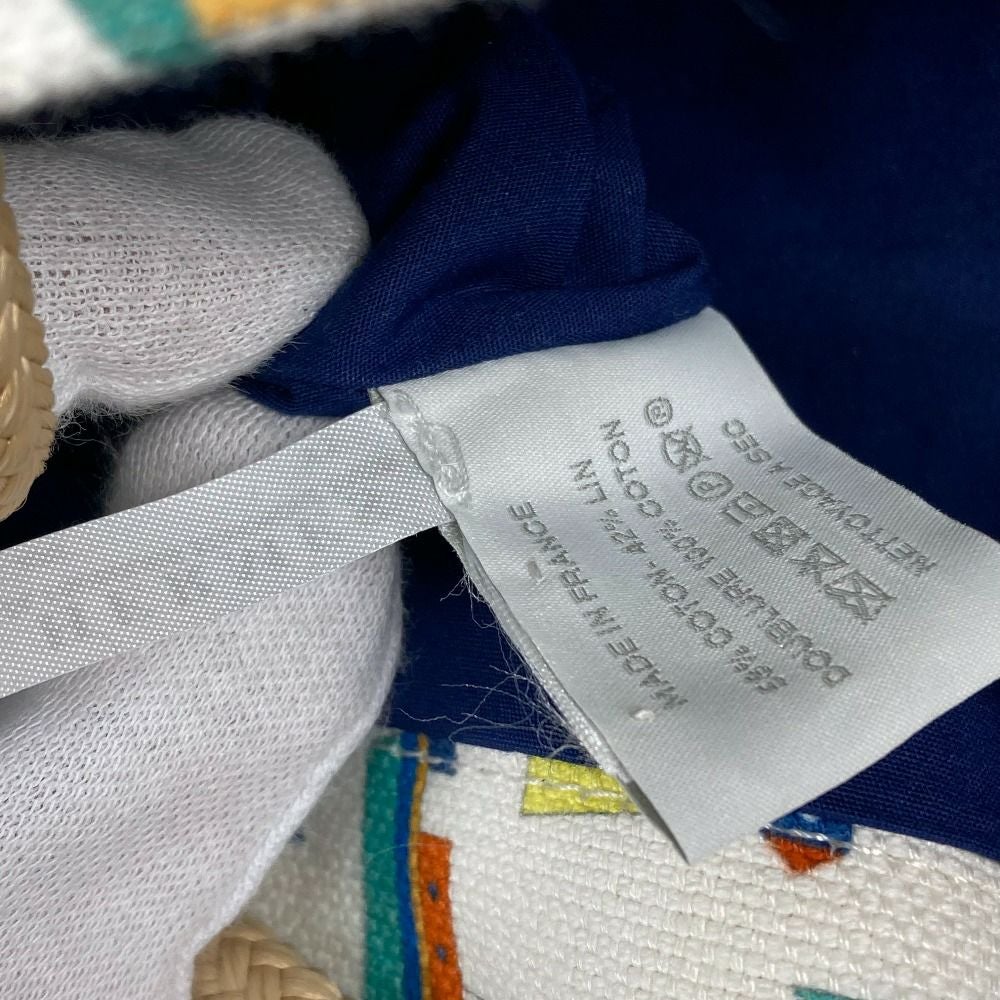 MADE IN FRANCE
58% COTON - 42% LIN
DOUBLURE 100% COTON
NETTOYAGE A SEC